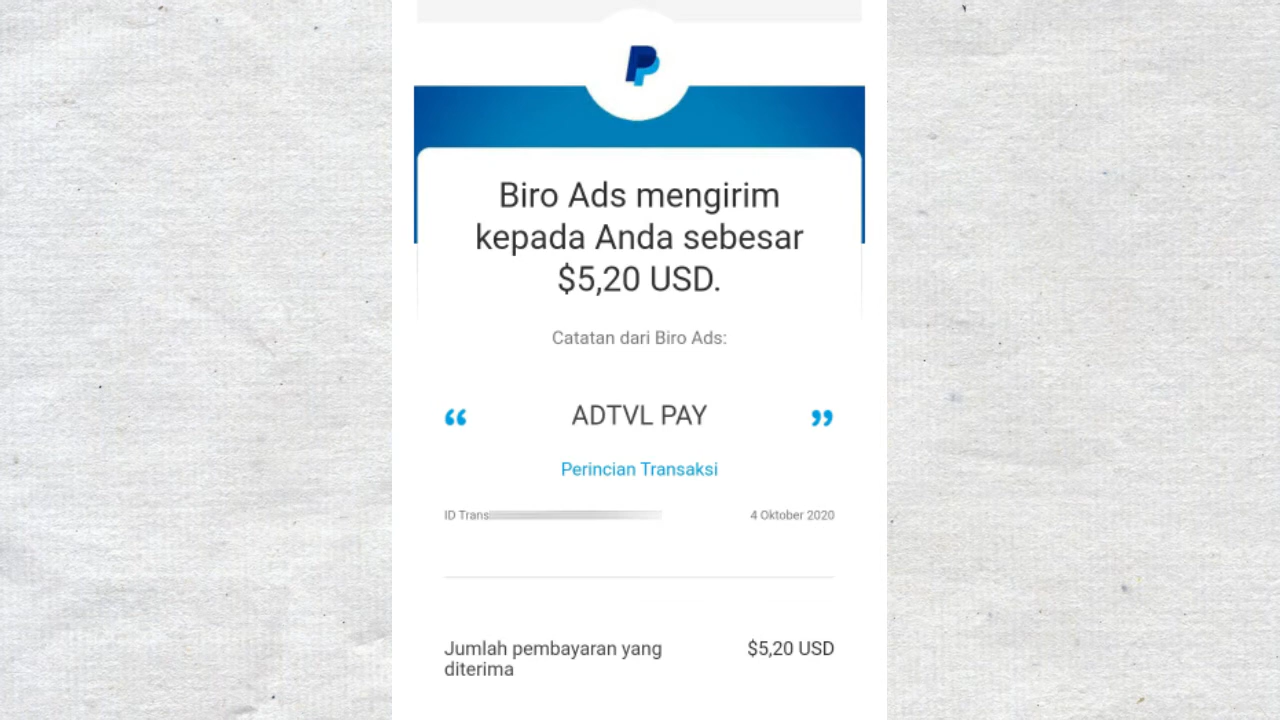 Biro Ads mengirim
kepada Anda sebesar
$5,20 USD.
Catatan dari Biro Ads:
“ ADTVL PAY ”
Perincian Transaksi
ID Trans 4 Oktober 2020
Jumlah pembayaran yang $5,20 USD
diterima